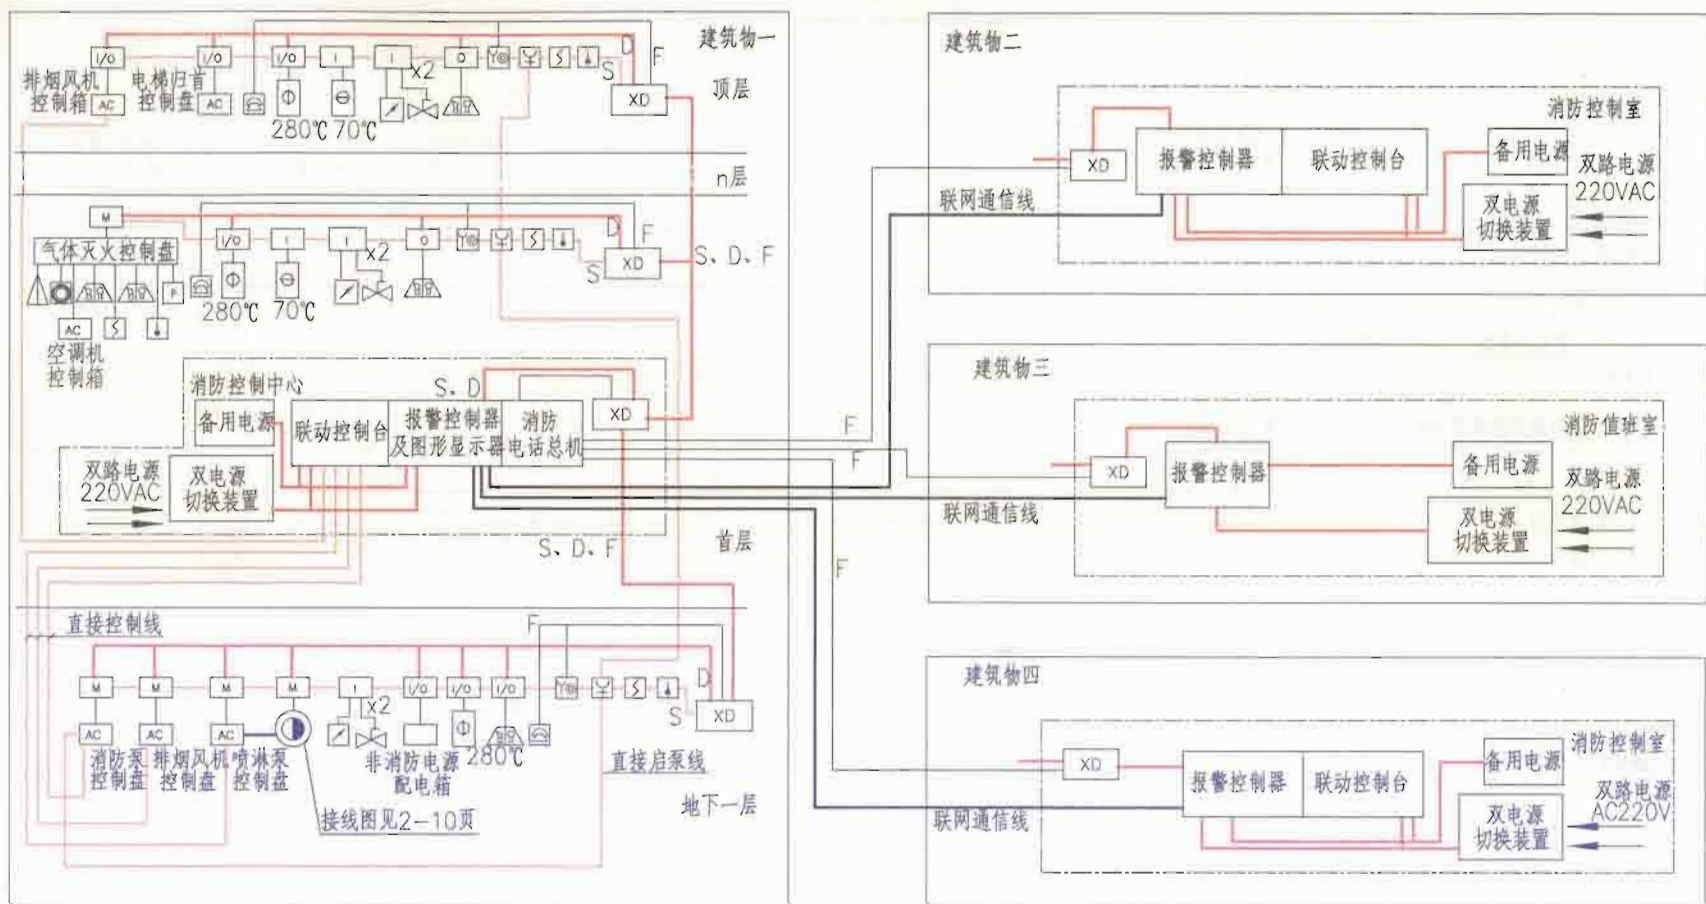 建筑物一
D
F
I/O
I/O
I/O
I
I
O
x2
S
排烟风机
控制箱
电梯归首
控制盘
顶层
AC
AC
XD
280℃
70℃
n层
M
D
F
I/O
I
I
O
x2
气体灭火控制盘
S
XD
S、D、F
P
280℃
70℃
AC
空调机
控制箱
消防控制中心
S、D
备用电源
联动控制台
报警控制器
及图形显示器
消防
电话总机
XD
双路电源
220VAC
双电源
切换装置
S、D、F
首层
直接控制线
F
D
M
M
M
M
I
I/O
I/O
I/O
x2
S
XD
AC
AC
AC
消防泵
控制盘
排烟风机
控制盘
喷淋泵
控制盘
非消防电源
配电箱
280℃
直接启泵线
地下一层
接线图见2-10页
F
F
F
建筑物二
消防控制室
XD
报警控制器
联动控制台
备用电源
双路电源
220VAC
联网通信线
双电源
切换装置
建筑物三
消防值班室
XD
报警控制器
备用电源
双路电源
220VAC
联网通信线
双电源
切换装置
建筑物四
消防控制室
XD
报警控制器
联动控制台
备用电源
双路电源
AC220V
联网通信线
双电源
切换装置